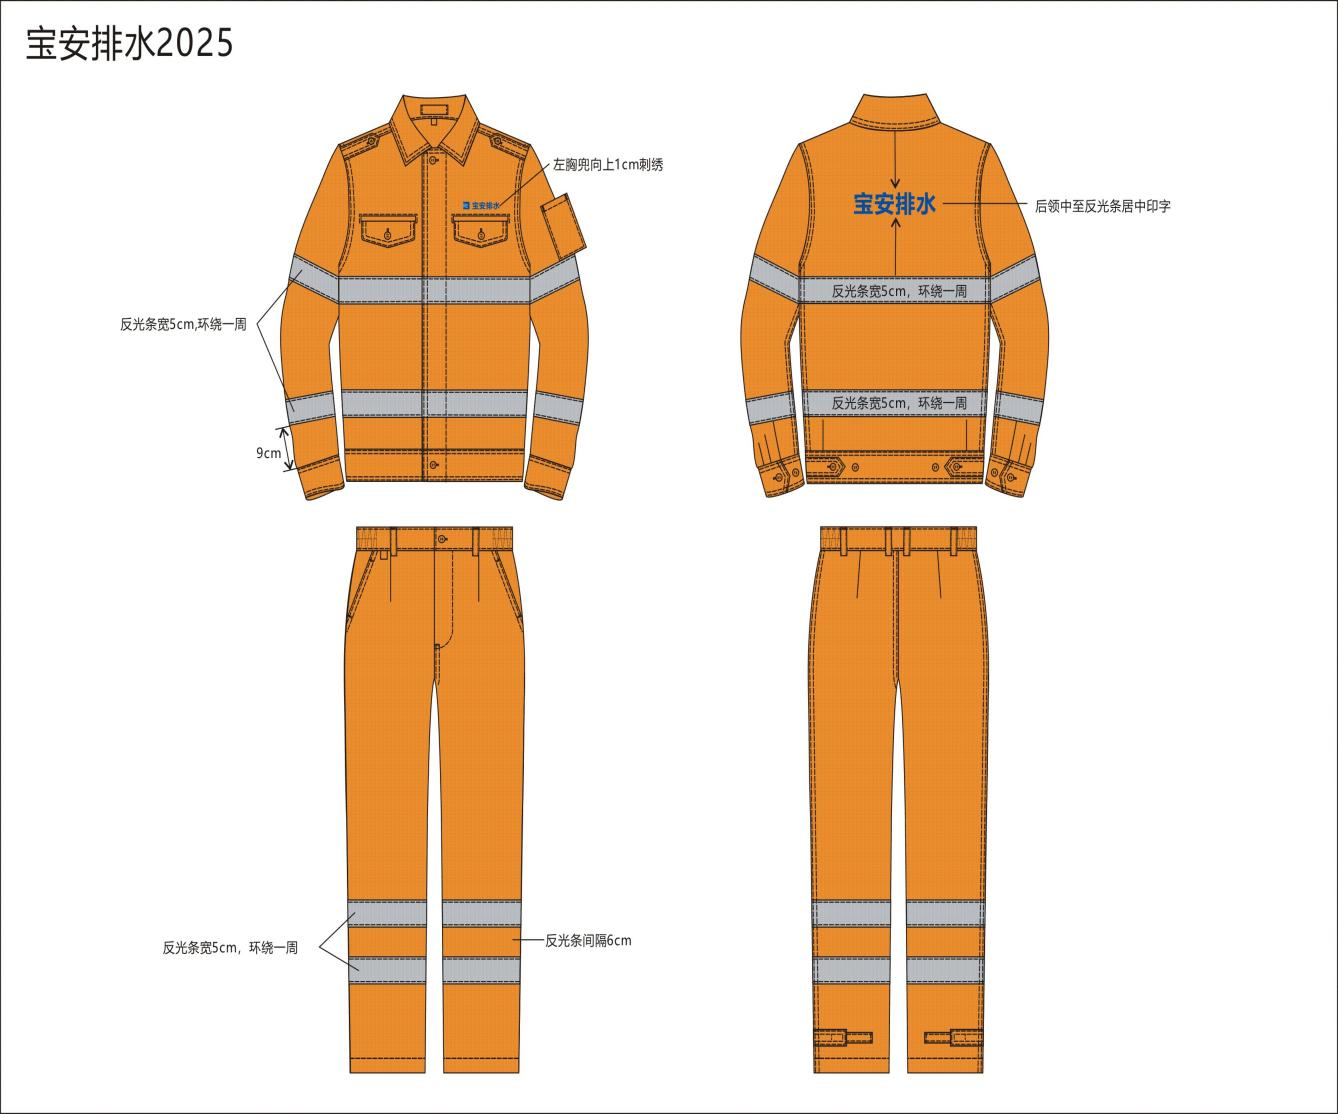 宝安排水2025
左胸兜向上1cm刺绣
宝安排水
宝安排水
后领中至反光条居中印字
反光条宽5cm，环绕一周
反光条宽5cm,环绕一周
反光条宽5cm，环绕一周
9cm
反光条宽5cm，环绕一周
反光条间隔6cm